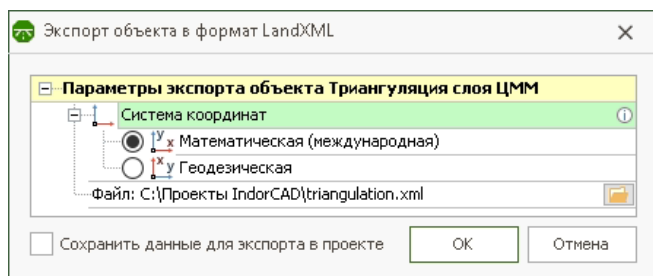 Экспорт объекта в формат LandXML
Параметры экспорта объекта Триангуляция слоя ЦММ
Система координат
y x Математическая (международная)
x y Геодезическая
Файл: C:\Проекты IndorCAD\triangulation.xml
Сохранить данные для экспорта в проекте OK Отмена